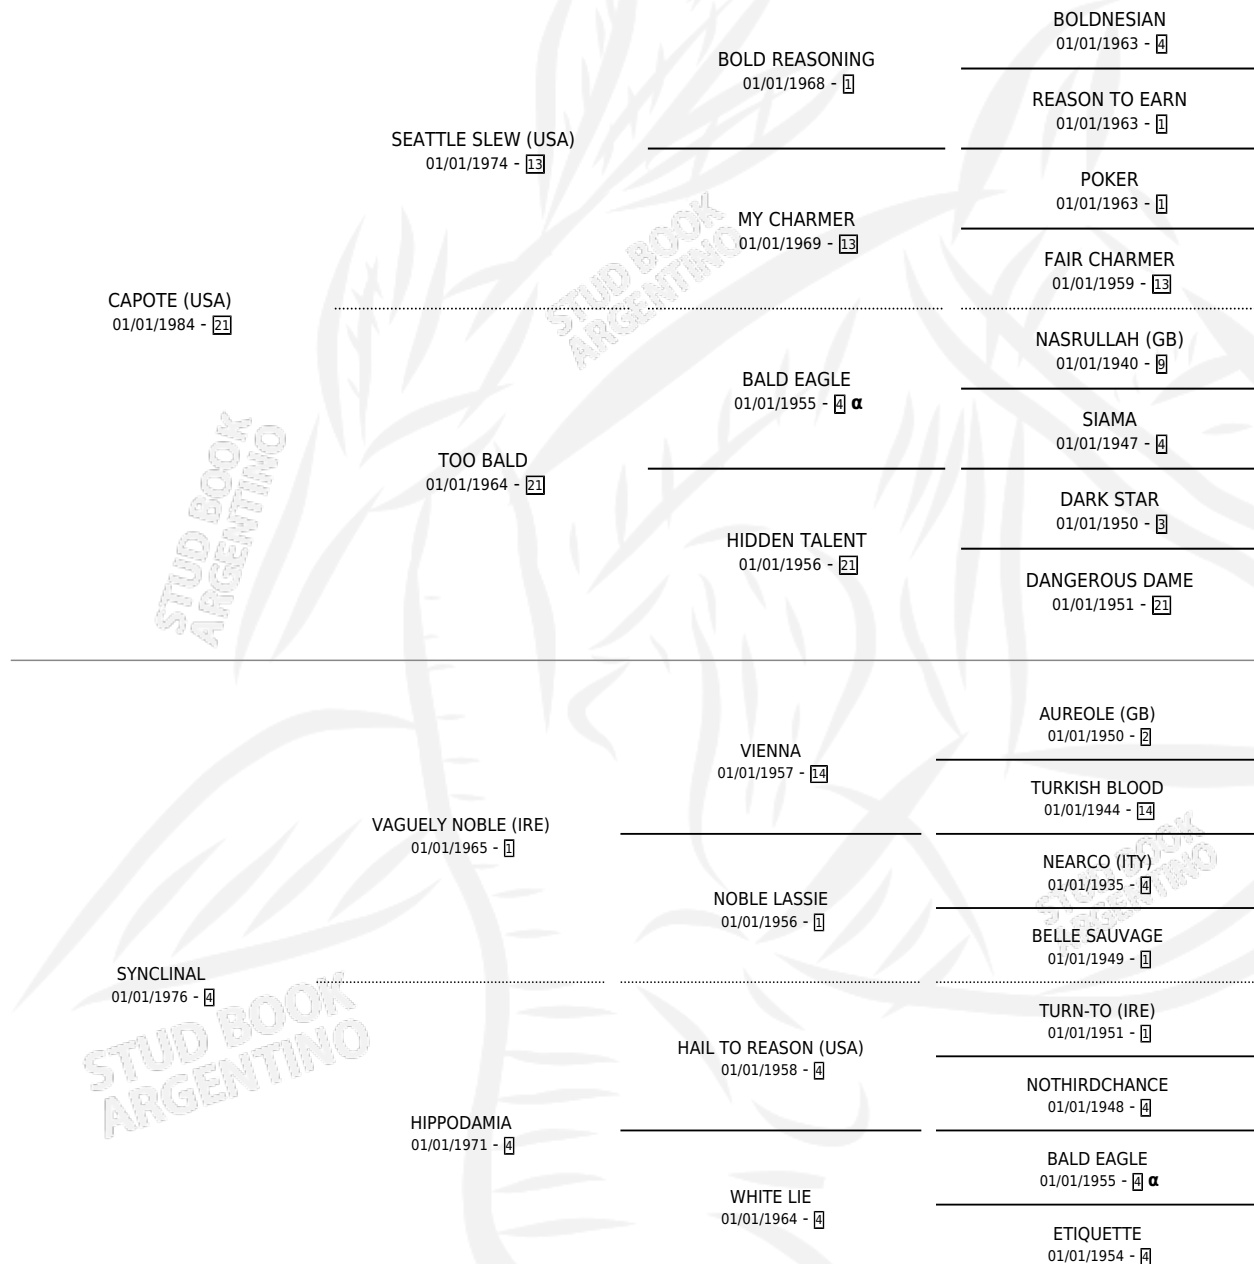 BOLDNESIAN
01/01/1963 - 4
BOLD REASONING
01/01/1968 - 1
REASON TO EARN
01/01/1963 - 1
SEATTLE SLEW (USA)
01/01/1974 - 13
POKER
01/01/1963 - 1
MY CHARMER
01/01/1969 - 13
FAIR CHARMER
01/01/1959 - 13
CAPOTE (USA)
01/01/1984 - 21
NASRULLAH (GB)
01/01/1940 - 9
BALD EAGLE
01/01/1955 - 4 α
SIAMA
01/01/1947 - 4
TOO BALD
01/01/1964 - 21
DARK STAR
01/01/1950 - 3
HIDDEN TALENT
01/01/1956 - 21
DANGEROUS DAME
01/01/1951 - 21
AUREOLE (GB)
01/01/1950 - 2
VIENNA
01/01/1957 - 14
TURKISH BLOOD
01/01/1944 - 14
VAGUELY NOBLE (IRE)
01/01/1965 - 1
NEARCO (ITY)
01/01/1935 - 4
NOBLE LASSIE
01/01/1956 - 1
BELLE SAUVAGE
01/01/1949 - 1
SYNCLINAL
01/01/1976 - 4
TURN-TO (IRE)
01/01/1951 - 1
HAIL TO REASON (USA)
01/01/1958 - 4
NOTHIRDCHANCE
01/01/1948 - 4
HIPPODAMIA
01/01/1971 - 4
BALD EAGLE
01/01/1955 - 4 α
WHITE LIE
01/01/1964 - 4
ETIQUETTE
01/01/1954 - 4
STUD BOOK
ARGENTINO
STUD BOOK
ARGENTINO
STUD BOOK
ARGENTINO
STUD BOOK
ARGENTINO